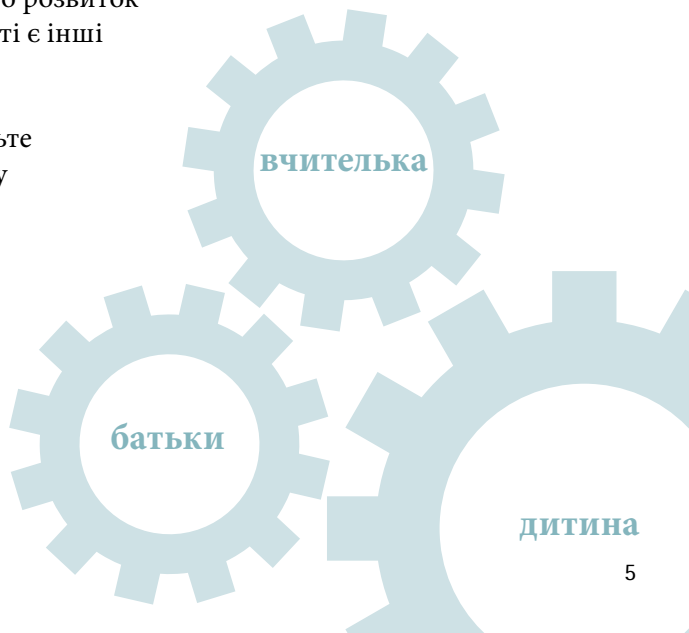 розвиток
ті є інші
ьте
у
вчителька
батьки
дитина
5